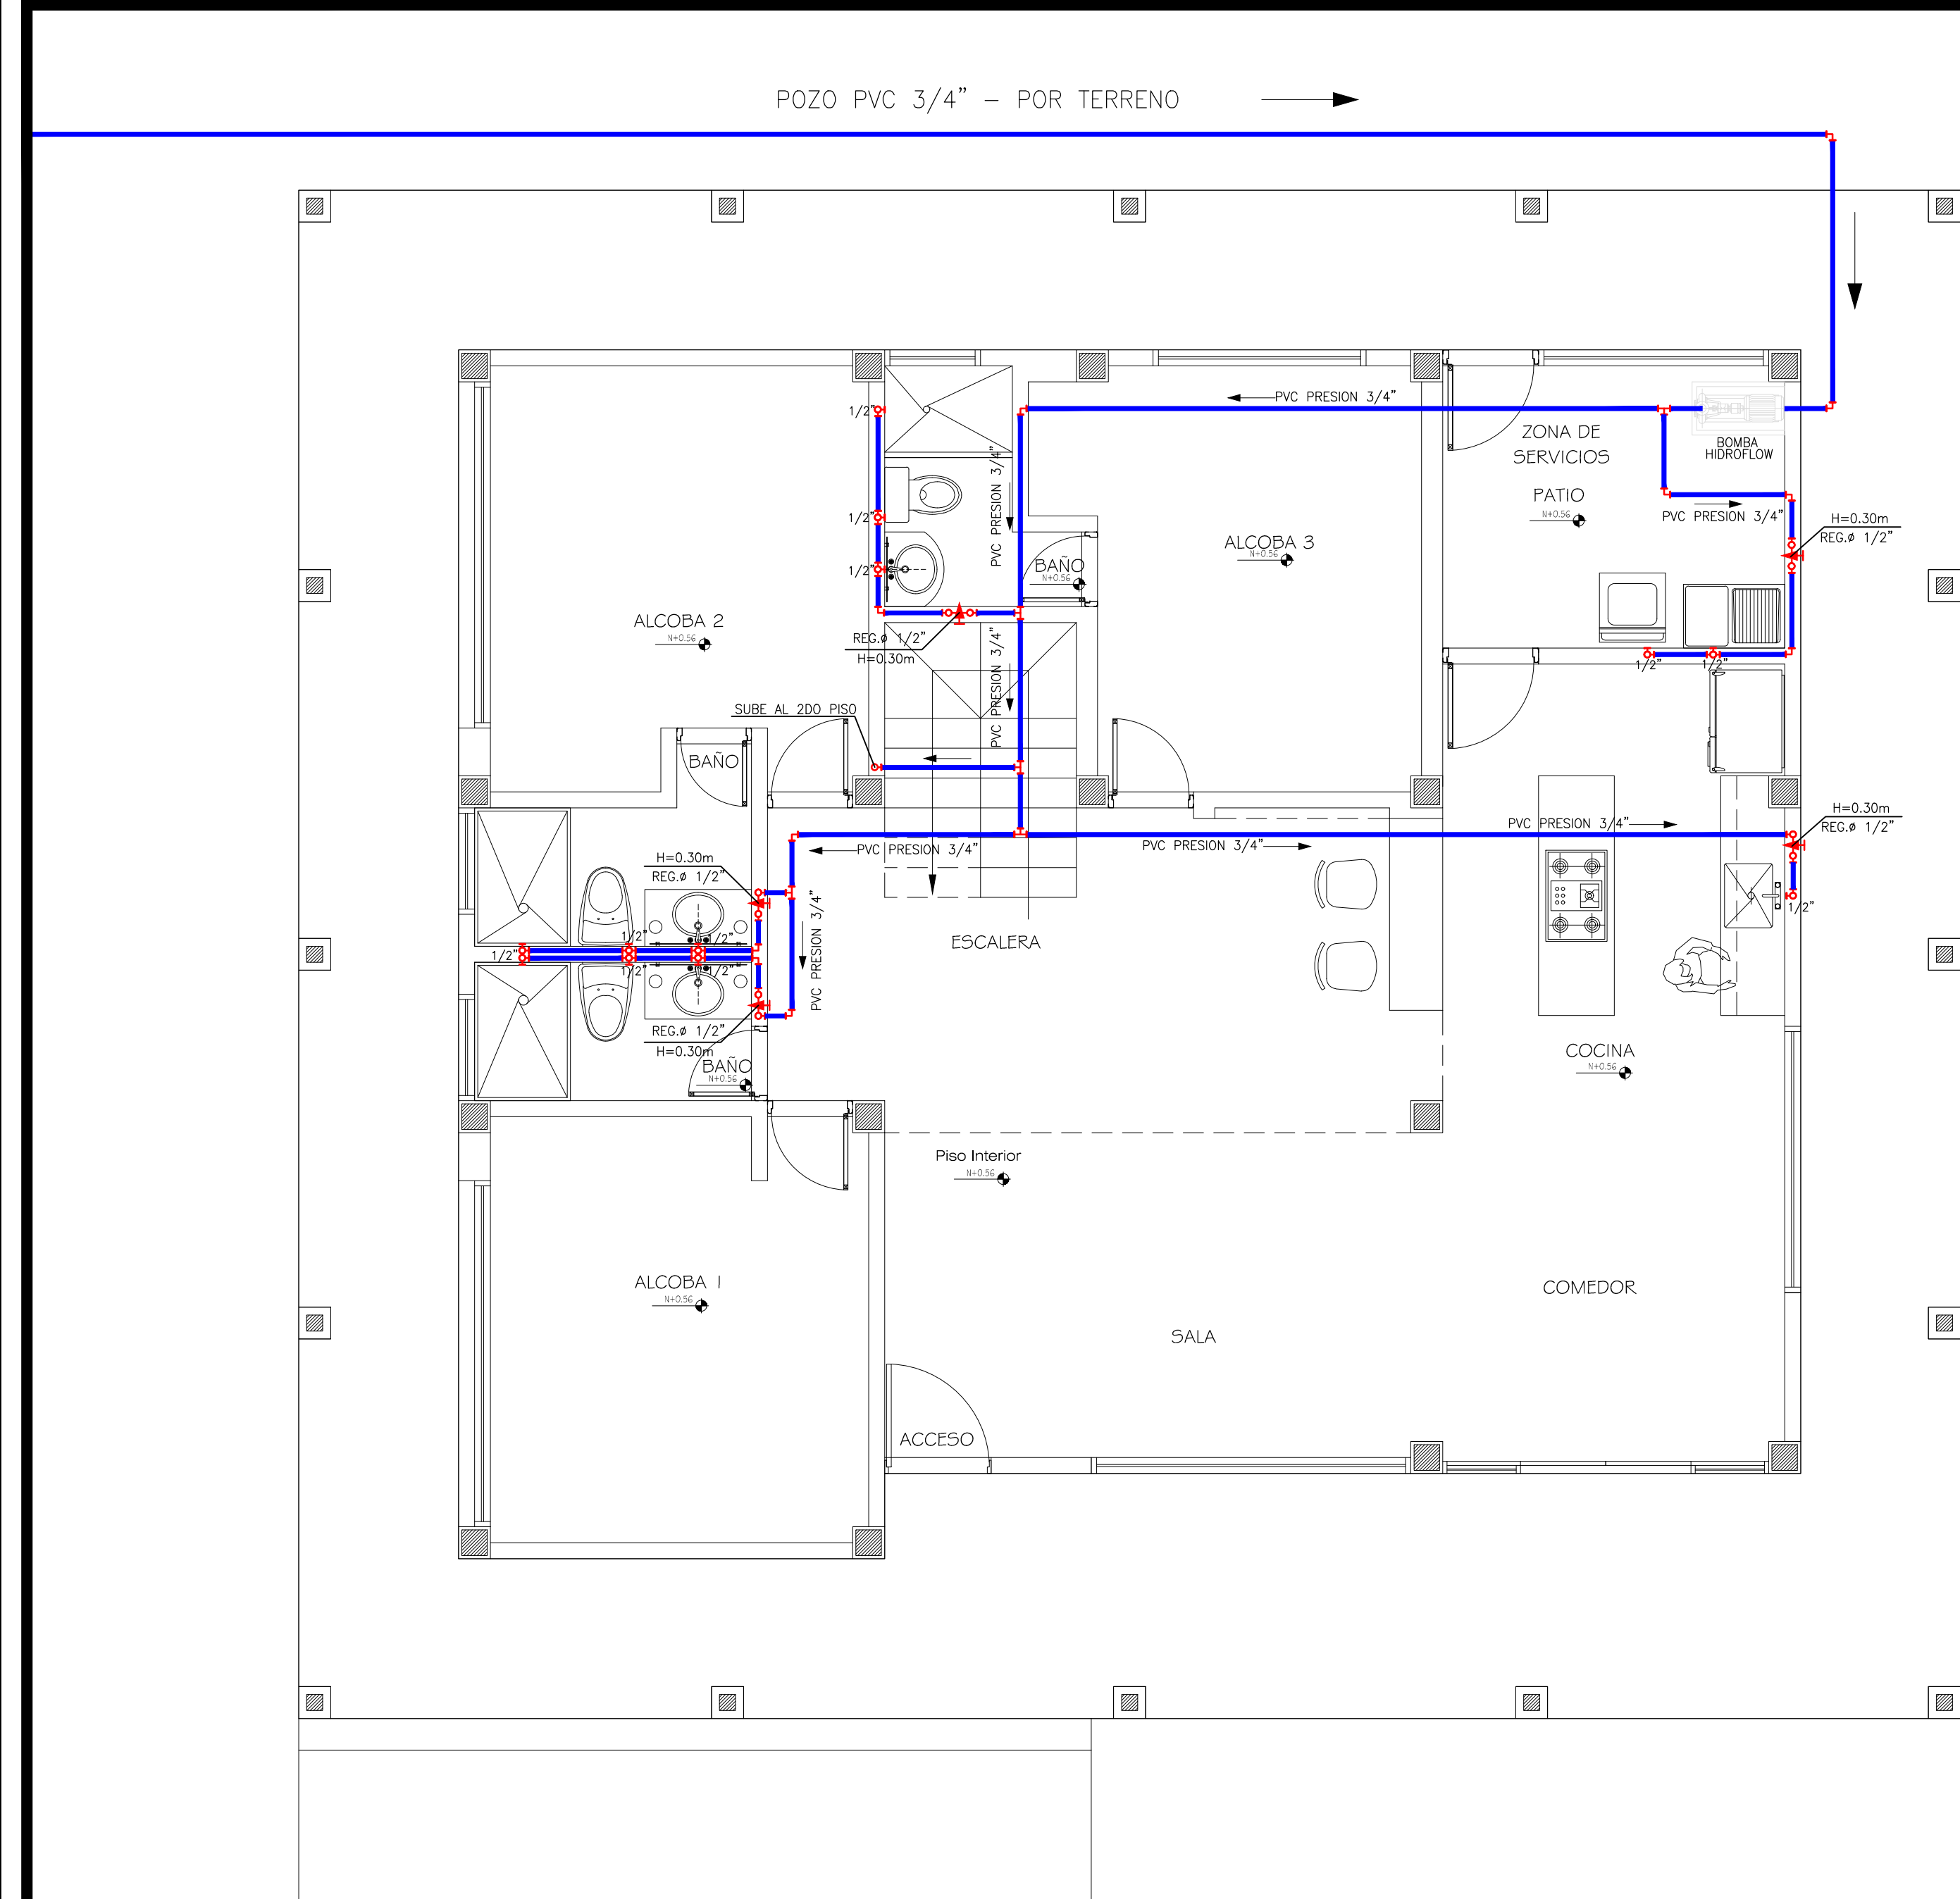 POZO PVC 3/4” – POR TERRENO
PVC PRESION 3/4”
1/2”
ZONA DE
SERVICIOS
BOMBA
HIDROFLOW
PVC PRESION 3/4”
PATIO
N+0.56
1/2”
PVC PRESION 3/4”
H=0.30m
REG.ø 1/2”
ALCOBA 3
N+0.56
BAÑO
N+0.56
1/2”
ALCOBA 2
N+0.56
REG.ø 1/2”
H=0.30m
PVC PRESION 3/4”
1/2”
1/2”
SUBE AL 2DO PISO
BAÑO
H=0.30m
REG.ø 1/2”
PVC PRESION 3/4”
PVC PRESION 3/4”
PVC PRESION 3/4”
H=0.30m
REG.ø 1/2”
PVC PRESION 3/4”
1/2”
ESCALERA
1/2”
1/2”
1/2”
1/2”
1/2”
REG.ø 1/2”
H=0.30m
BAÑO
N+0.56
COCINA
N+0.56
Piso Interior
N+0.56
ALCOBA 1
N+0.56
COMEDOR
SALA
ACCESO